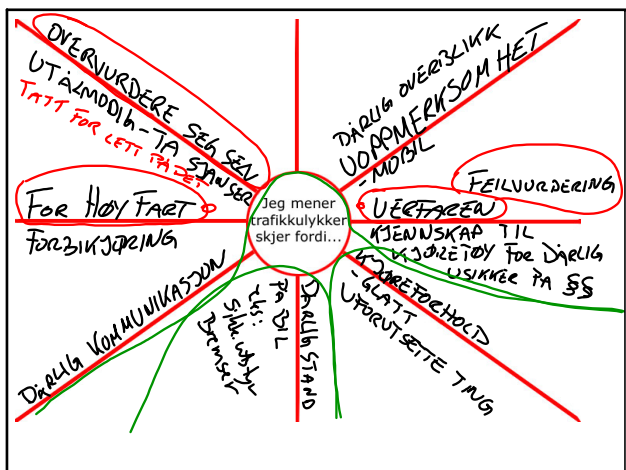 OVERVURDERE SEG SELV
UTÅLMODIG - TA SJANSER
TATT FOR LETT PÅ DET
DÅRLIG OVERBLIKK
UOPPMERKSOMHET
- MOBIL
FOR HØY FART
FORBIKJØRING
Jeg mener
trafikkulykker
skjer fordi...
FEILVURDERING
UERFAREN
KJENNSKAP TIL
KJØRETØY FOR DÅRLIG
USIKKER PÅ §§
DÅRLIG KOMMUNIKASJON
DÅRLIG STAND
PÅ BIL
Bremser
KJØREFORHOLD
- GLATT
UFORUTSETTE TING